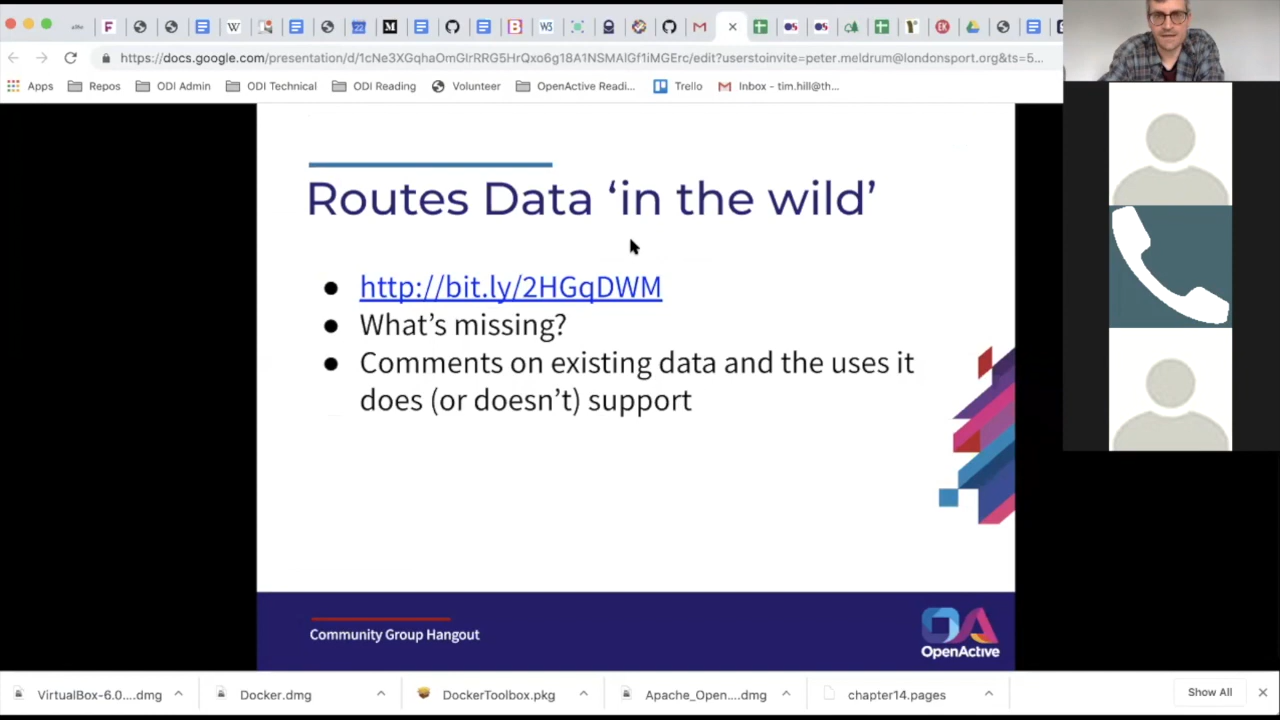 https://docs.google.com/presentation/d/1cNe3XGqhaOmGlrRRG5HrQxo6g18A1NSMAlGf1iMGErc/edit?userstoinvite=peter.meldrum@londonsport.org&ts=5...
Apps Repos ODI Admin ODI Technical ODI Reading Volunteer OpenActive Readi... Trello Inbox - tim.hill@th...
Routes Data ‘in the wild’
● http://bit.ly/2HGqDWM
● What’s missing?
● Comments on existing data and the uses it
does (or doesn’t) support
Community Group Hangout
OA
OpenActive
VirtualBox-6.0....dmg Docker.dmg DockerToolbox.pkg Apache_Open....dmg chapter14.pages Show All